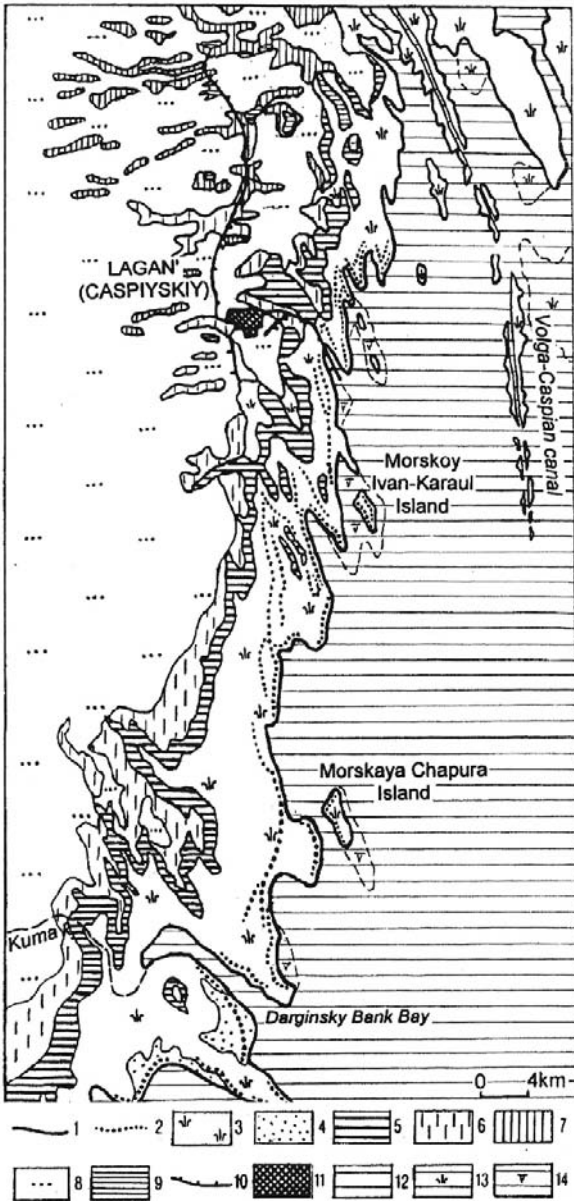 LAGAN'
(CASPIYSKIY)
Volga-Caspian canal
Morskoy
Ivan-Karaul
Island
Morskaya Chapura
Island
Kuma
Darginsky Bank Bay
0 4km
1 2 3 4 5 6 7
8 9 10 11 12 13 14